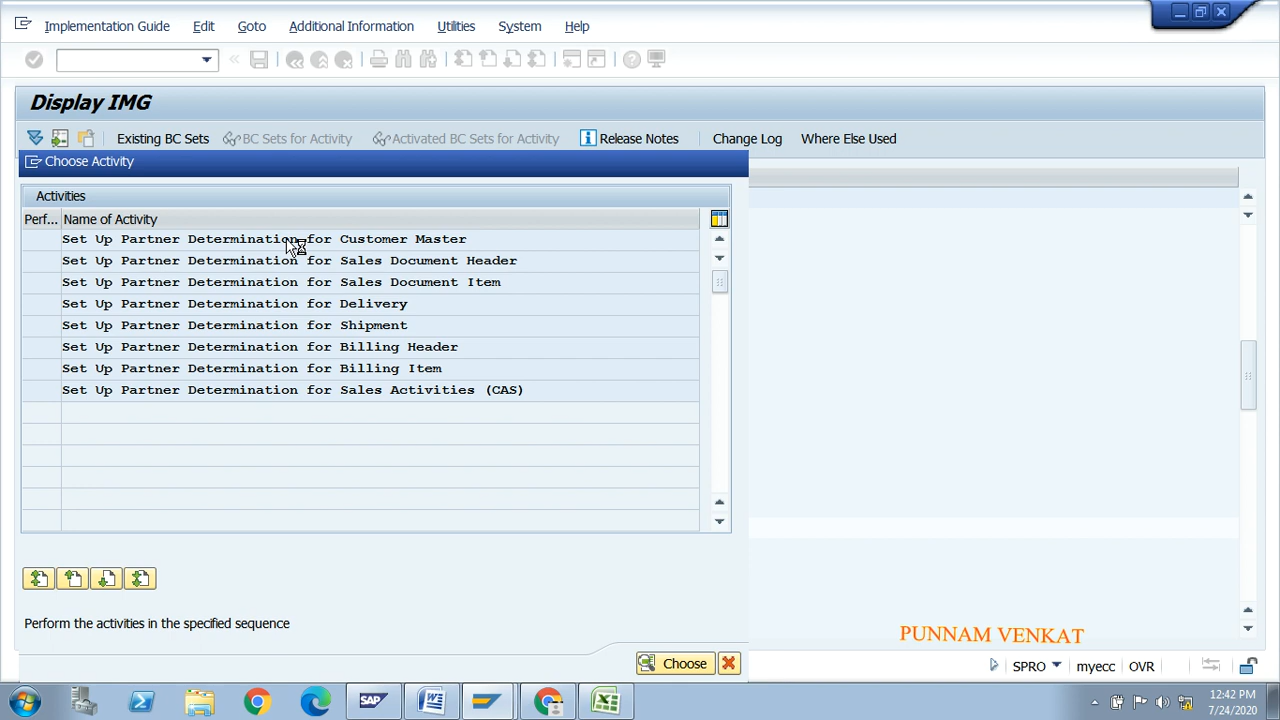 Implementation Guide Edit Goto Additional Information Utilities System Help
Display IMG
Existing BC Sets BC Sets for Activity Activated BC Sets for Activity Release Notes Change Log Where Else Used
Choose Activity
Activities
Perf... Name of Activity
Set Up Partner Determination for Customer Master
Set Up Partner Determination for Sales Document Header
Set Up Partner Determination for Sales Document Item
Set Up Partner Determination for Delivery
Set Up Partner Determination for Shipment
Set Up Partner Determination for Billing Header
Set Up Partner Determination for Billing Item
Set Up Partner Determination for Sales Activities (CAS)
Perform the activities in the specified sequence
PUNNAM VENKAT
Choose
SPRO myecc OVR
SAP
12:42 PM
7/24/2020